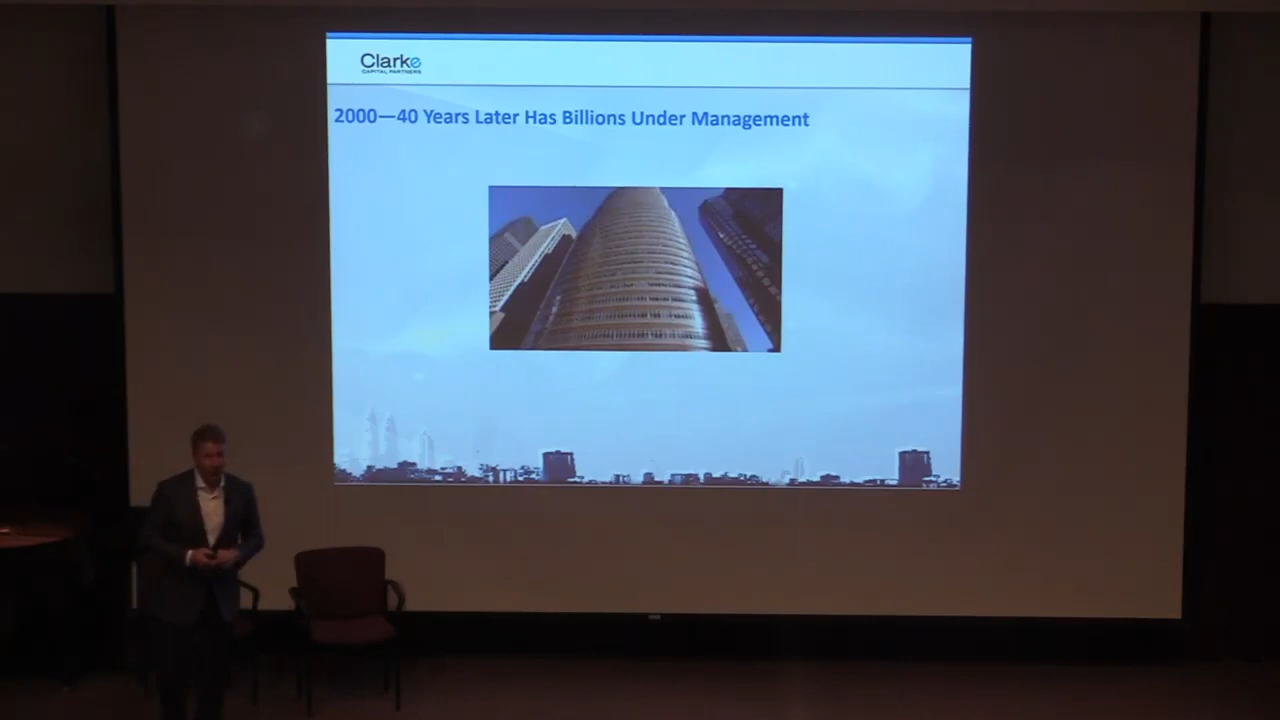 Clarke
CAPITAL PARTNERS
2000—40 Years Later Has Billions Under Management